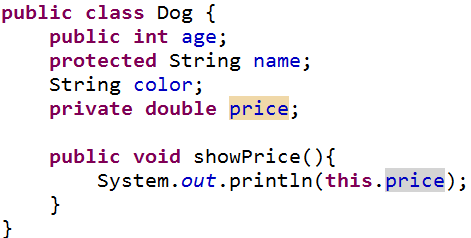 public class Dog {
    public int age;
    protected String name;
    String color;
    private double price;

    public void showPrice(){
        System.out.println(this.price);
    }
}